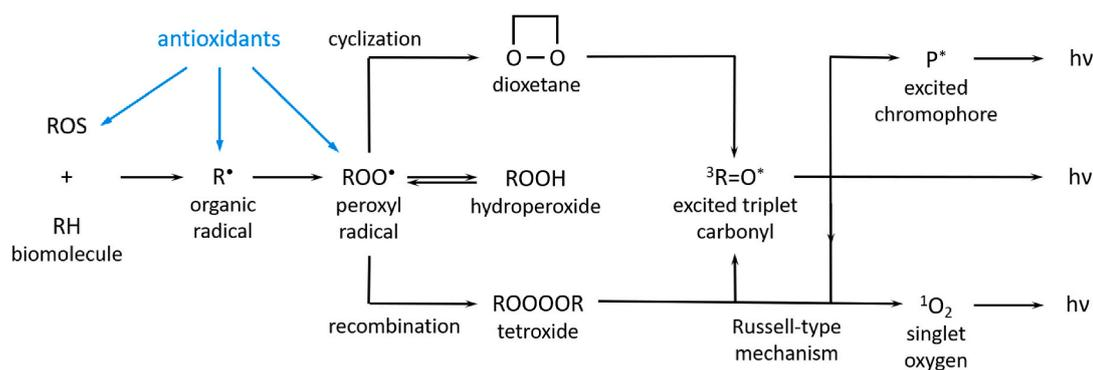 antioxidants
cyclization
O – O
dioxetane
P*
hν
excited
chromophore
ROS
+
RH
biomolecule
R•
organic
radical
ROO•
peroxyl
radical
ROOH
hydroperoxide
³R=O*
excited triplet
carbonyl
hν
recombination
ROOOOR
tetroxide
Russell-type
mechanism
¹O₂
singlet
oxygen
hν